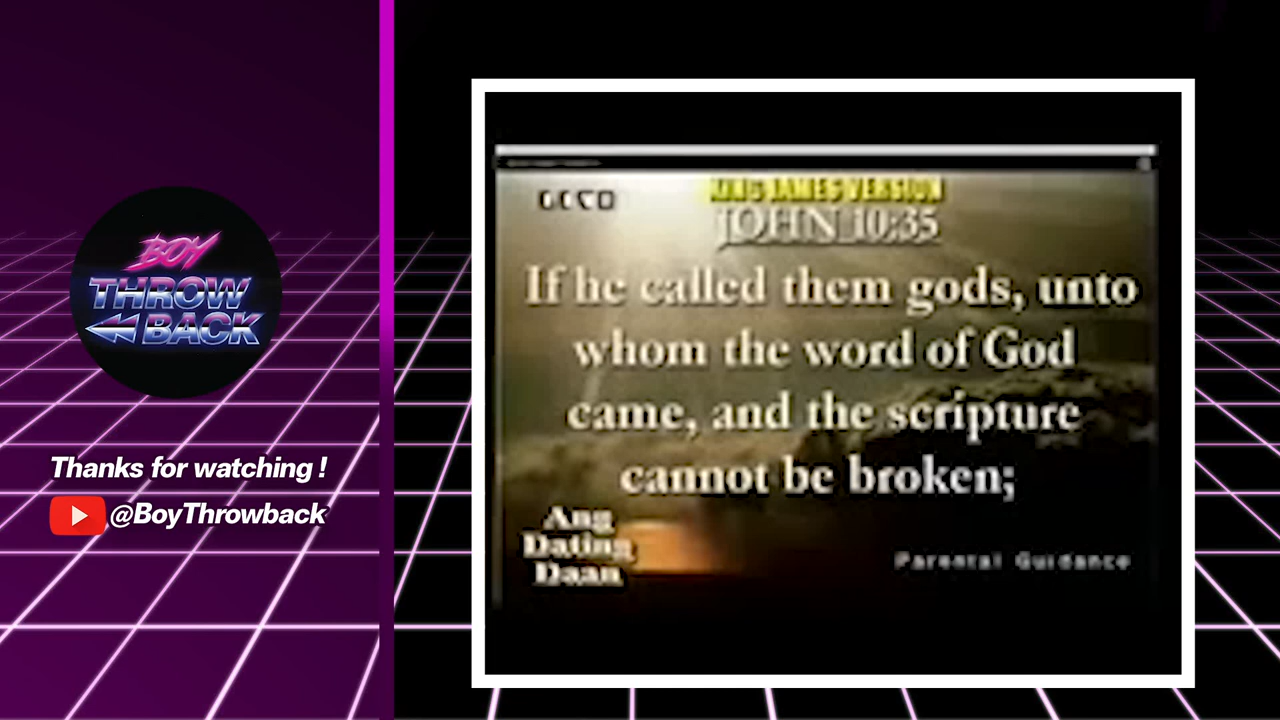 BOY
THROW
BACK
Thanks for watching !
@BoyThrowback
KING JAMES VERSION
JOHN 10:35
If he called them gods, unto
whom the word of God
came, and the scripture
cannot be broken;
Ang
Dating
Daan
Parental Guidance